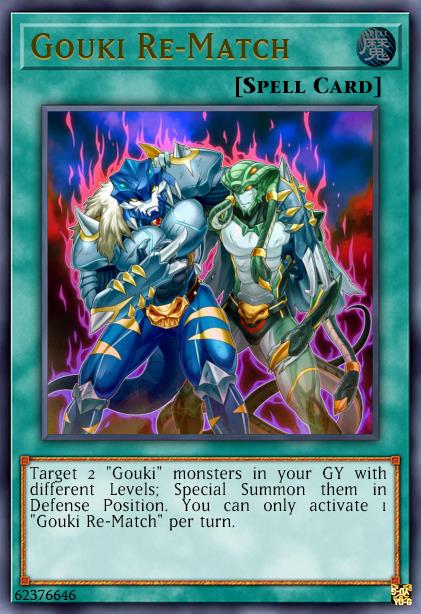 Gouki Re-Match
[Spell Card]
Target 2 "Gouki" monsters in your GY with
different Levels; Special Summon them in
Defense Position. You can only activate 1
"Gouki Re-Match" per turn.
62376646